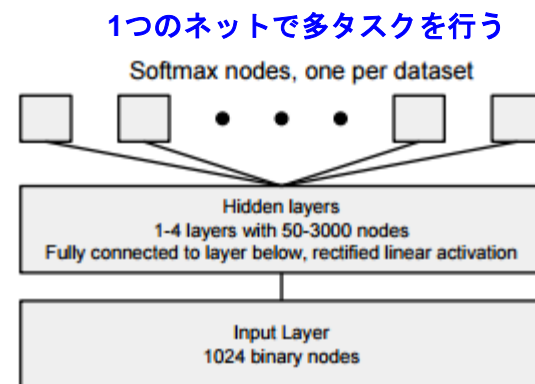 1つのネットで多タスクを行う
Softmax nodes, one per dataset
Hidden layers
1-4 layers with 50-3000 nodes
Fully connected to layer below, rectified linear activation
Input Layer
1024 binary nodes